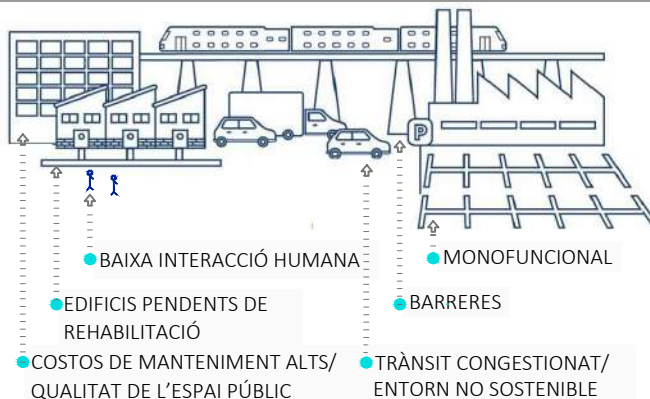 P
BAIXA INTERACCIÓ HUMANA
MONOFUNCIONAL
EDIFICIS PENDENTS DE
REHABILITACIÓ
BARRERES
COSTOS DE MANTENIMENT ALTS/
QUALITAT DE L’ESPAI PÚBLIC
TRÀNSIT CONGESTIONAT/
ENTORN NO SOSTENIBLE